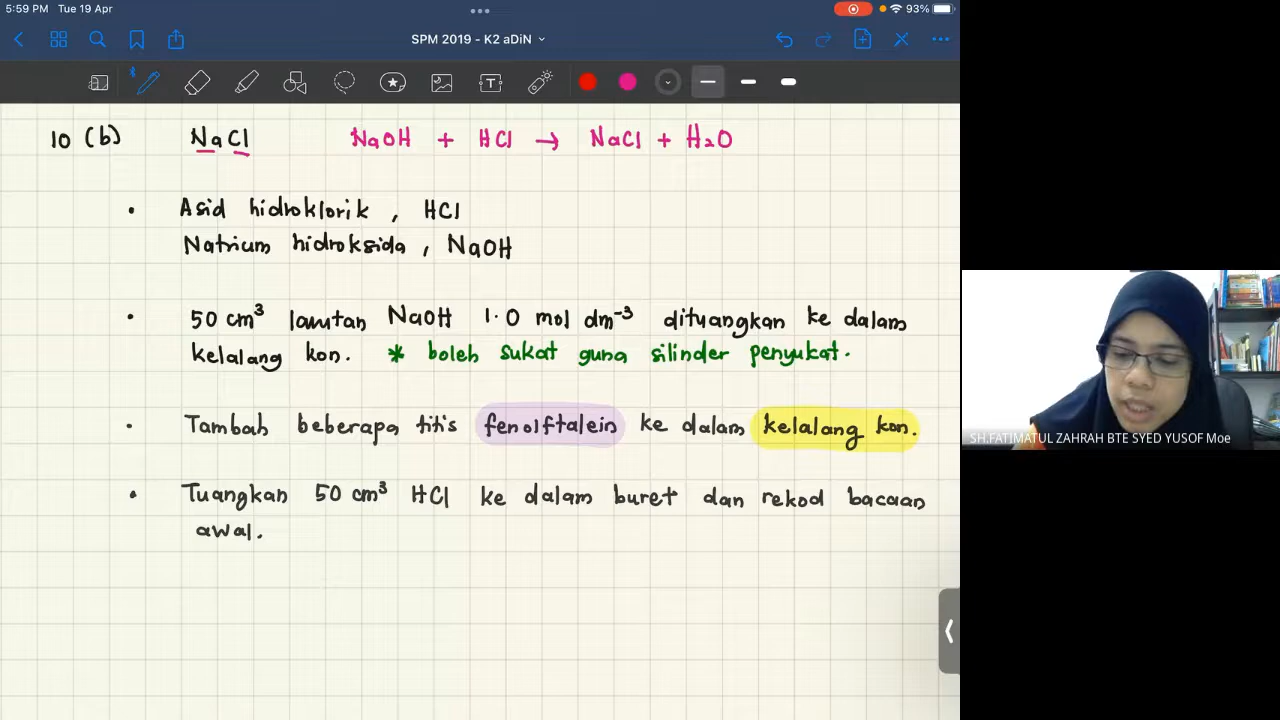 5:59 PM Tue 19 Apr
93%
SPM 2019 - K2 aDiN
10 (b) NaCl NaOH + HCl → NaCl + H₂O
• Asid hidroklorik , HCl
Natrium hidroksida , NaOH
• 50 cm³ larutan NaOH 1.0 mol dm⁻³ dituangkan ke dalam
kelalang kon. * boleh sukat guna silinder penyukat.
• Tambah beberapa titis fenolftalein ke dalam kelalang kon.
• Tuangkan 50 cm³ HCl ke dalam buret dan rekod bacaan
awal.
SH.FATIMATUL ZAHRAH BTE SYED YUSOF Moe